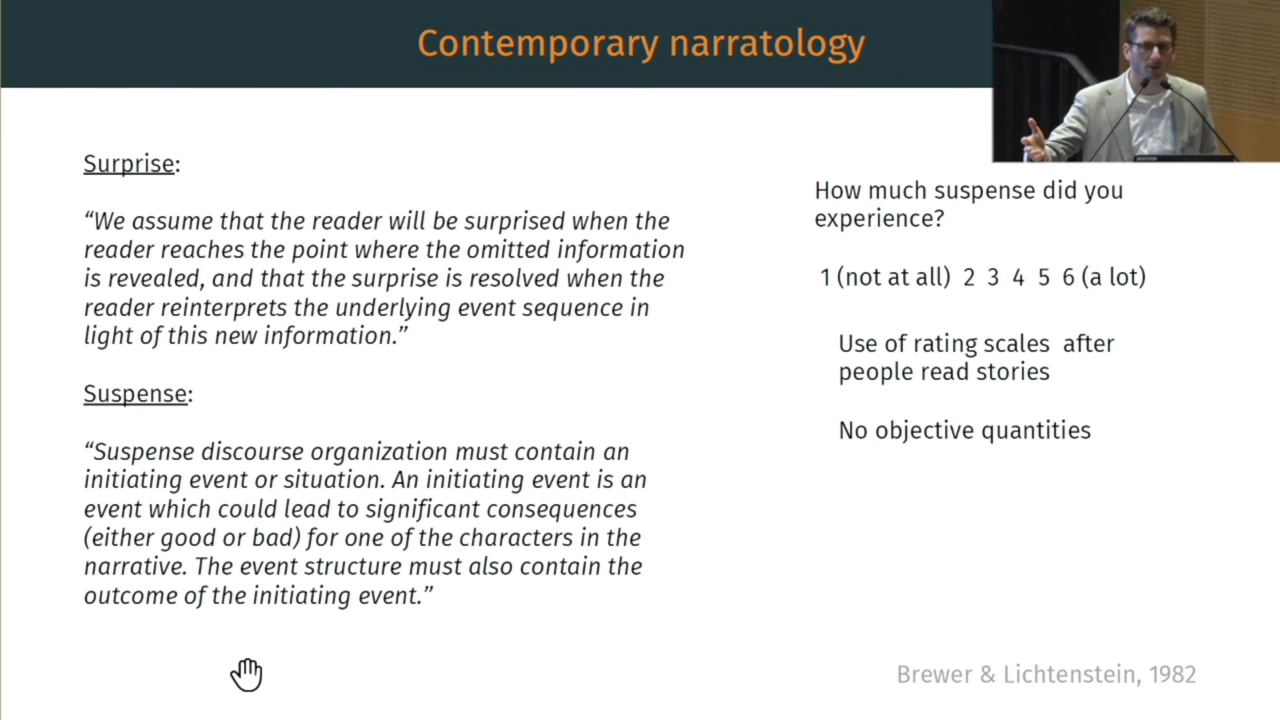 Contemporary narratology
Surprise:
“We assume that the reader will be surprised when the
reader reaches the point where the omitted information
is revealed, and that the surprise is resolved when the
reader reinterprets the underlying event sequence in
light of this new information.”
Suspense:
“Suspense discourse organization must contain an
initiating event or situation. An initiating event is an
event which could lead to significant consequences
(either good or bad) for one of the characters in the
narrative. The event structure must also contain the
outcome of the initiating event.”
How much suspense did you
experience?
1 (not at all) 2 3 4 5 6 (a lot)
Use of rating scales after
people read stories
No objective quantities
Brewer & Lichtenstein, 1982